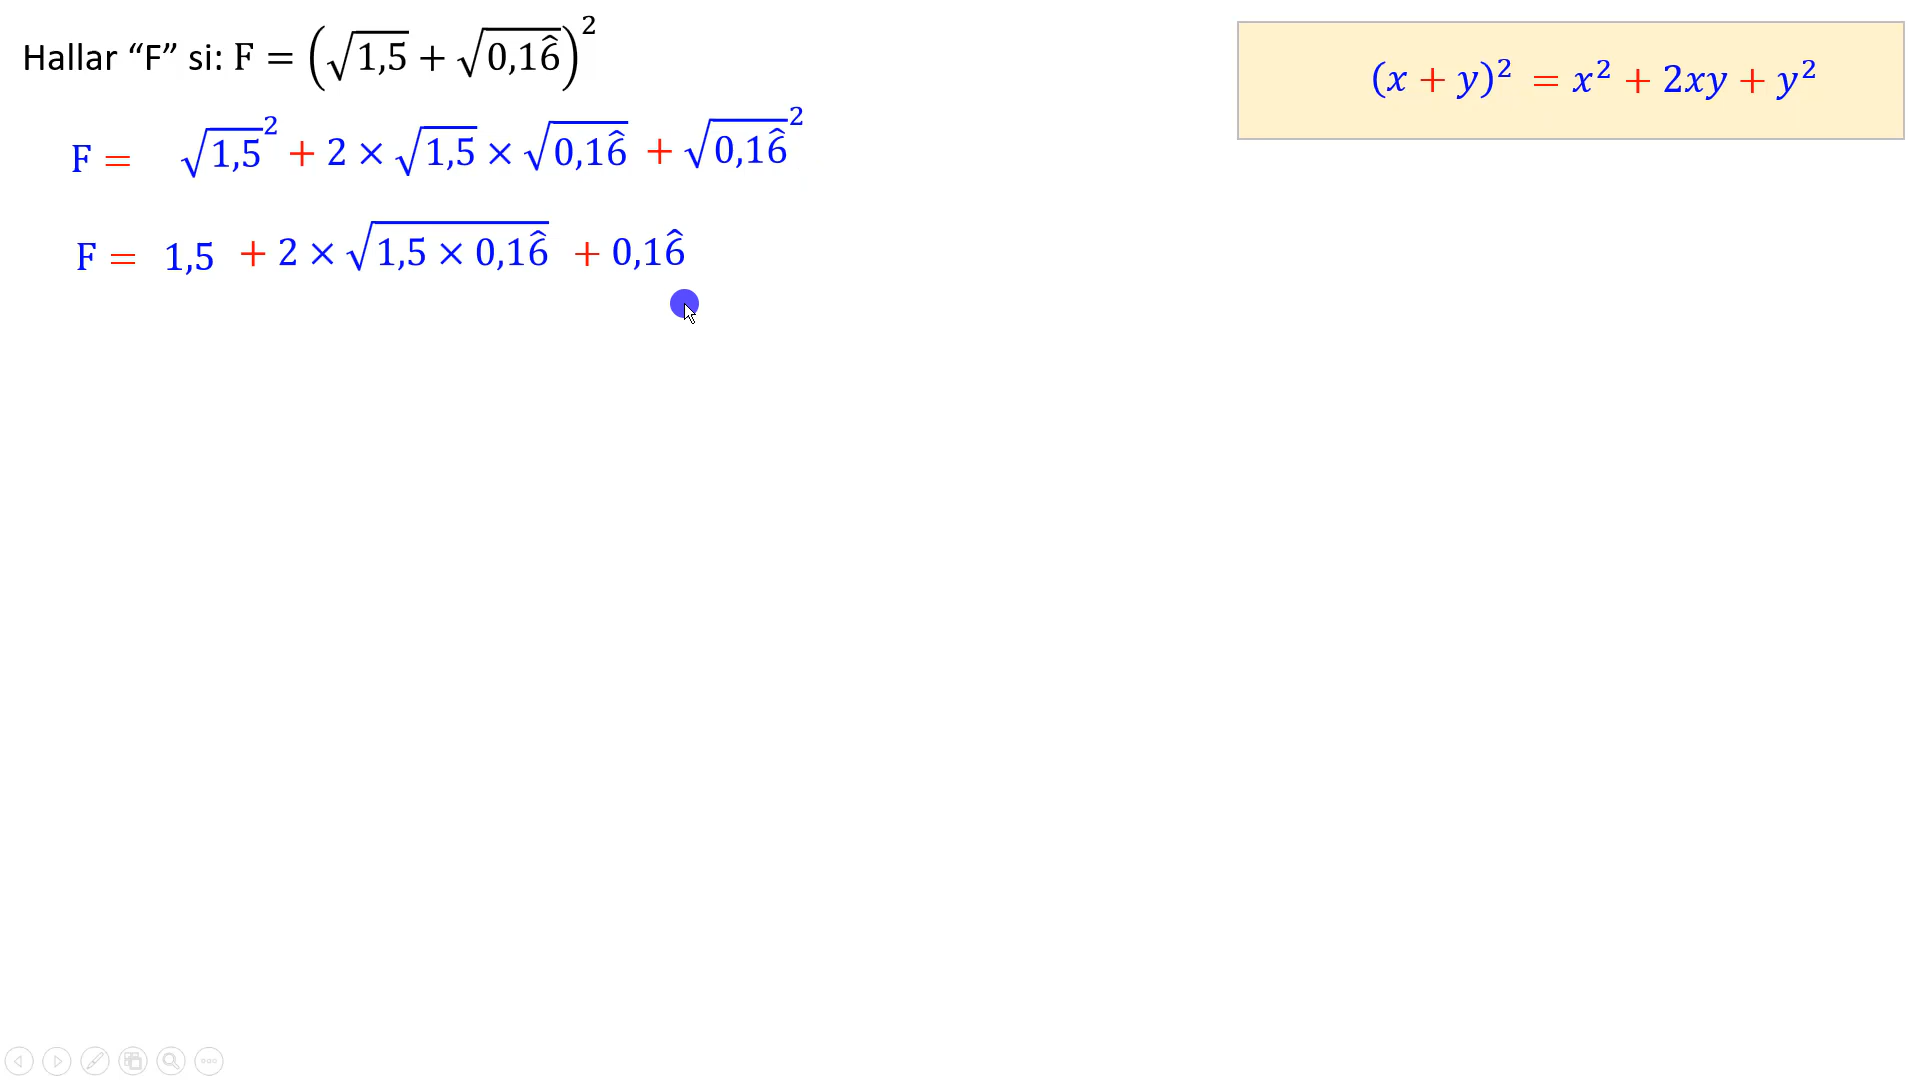 Hallar “F” si: F = (√1,5 + √0,16̂)²
(x + y)² = x² + 2xy + y²
F = √1,5² + 2 × √1,5 × √0,16̂ + √0,16̂²
F = 1,5 + 2 × √(1,5 × 0,16̂) + 0,16̂